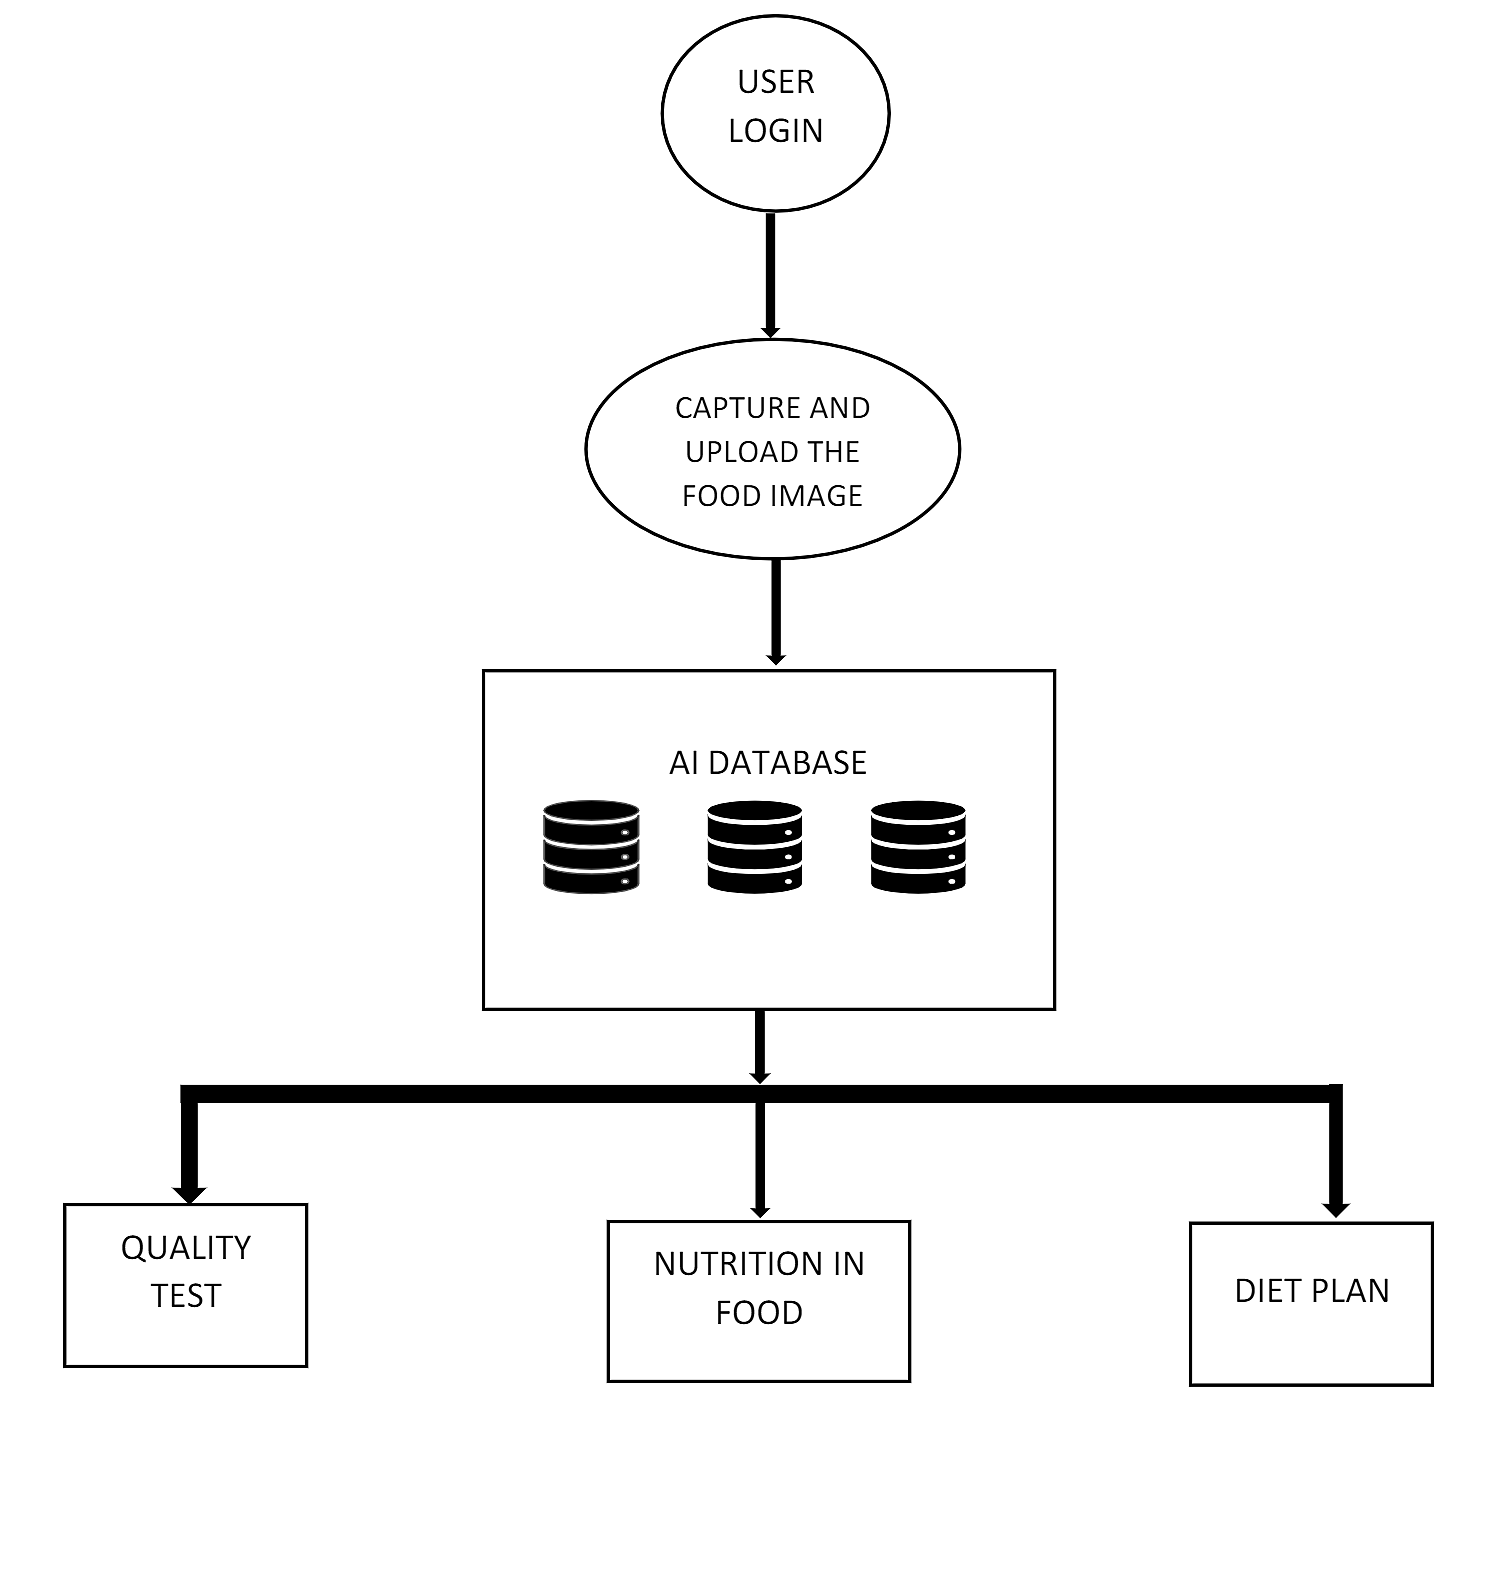 USER
LOGIN
CAPTURE AND
UPLOAD THE
FOOD IMAGE
AI DATABASE
QUALITY
TEST
NUTRITION IN
FOOD
DIET PLAN